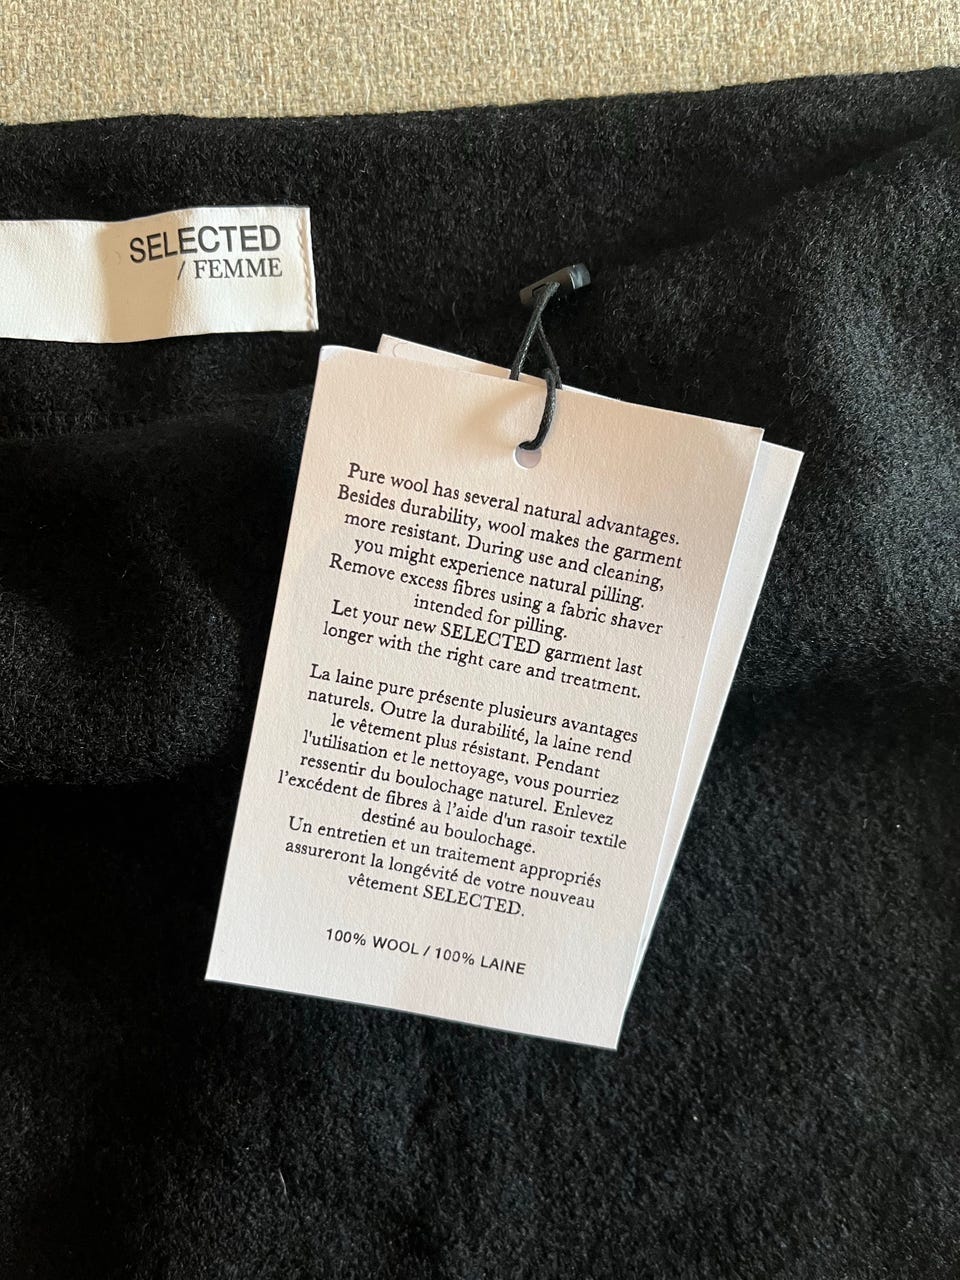 SELECTED
/ FEMME
Pure wool has several natural advantages.
Besides durability, wool makes the garment
more resistant. During use and cleaning,
you might experience natural pilling.
Remove excess fibres using a fabric shaver
intended for pilling.
Let your new SELECTED garment last
longer with the right care and treatment.
La laine pure présente plusieurs avantages
naturels. Outre la durabilité, la laine rend
le vêtement plus résistant. Pendant
l'utilisation et le nettoyage, vous pourriez
ressentir du boulochage naturel. Enlevez
l'excédent de fibres à l'aide d'un rasoir textile
destiné au boulochage.
Un entretien et un traitement appropriés
assureront la longévité de votre nouveau
vêtement SELECTED.
100% WOOL / 100% LAINE